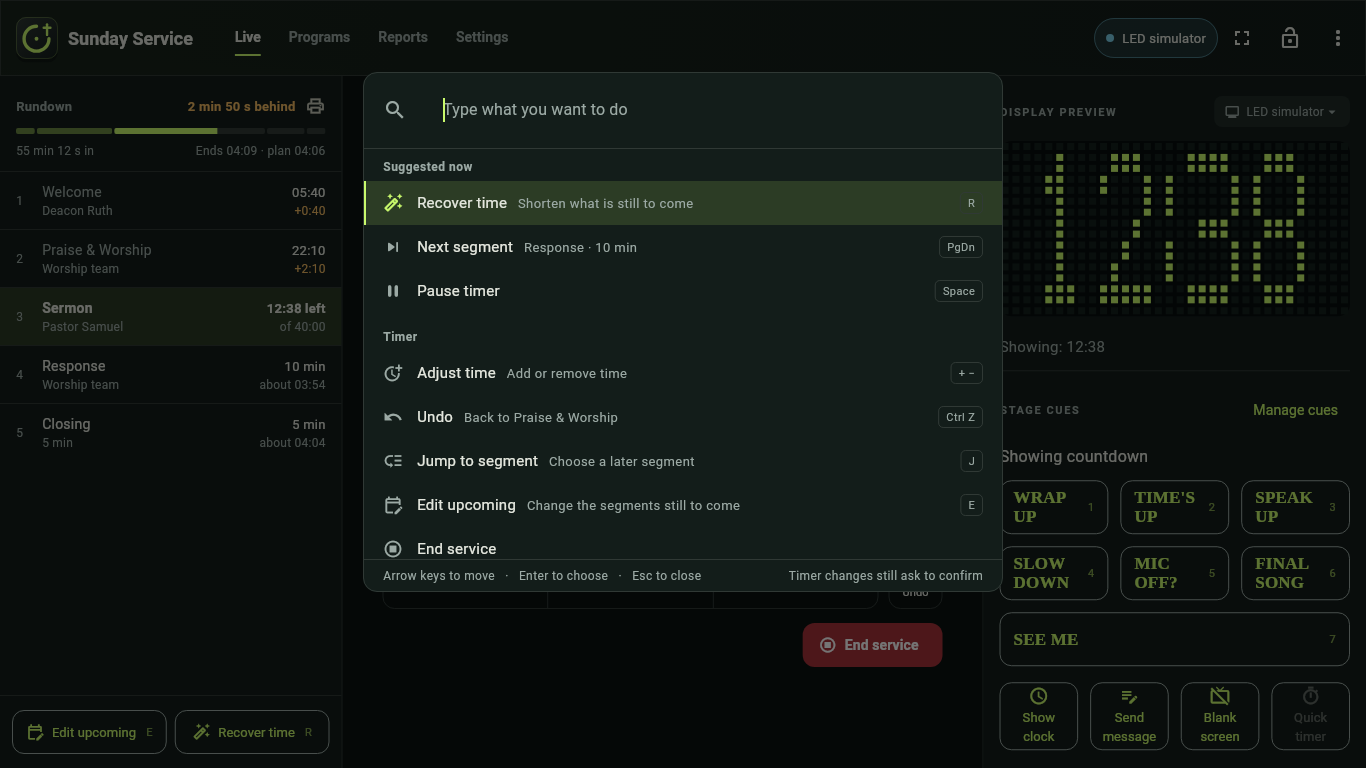 Sunday Service
Live
Programs
Reports
Settings
LED simulator
Rundown
2 min 50 s behind
55 min 12 s in
Ends 04:09 · plan 04:06
1
Welcome
05:40
Deacon Ruth
+0:40
2
Praise & Worship
22:10
Worship team
+2:10
3
Sermon
12:38 left
Pastor Samuel
of 40:00
4
Response
10 min
Worship team
about 03:54
5
Closing
5 min
5 min
about 04:04
Edit upcoming E
Recover time R
Type what you want to do
Suggested now
Recover time Shorten what is still to come R
Next segment Response · 10 min PgDn
Pause timer Space
Timer
Adjust time Add or remove time + −
Undo Back to Praise & Worship Ctrl Z
Jump to segment Choose a later segment J
Edit upcoming Change the segments still to come E
End service
Arrow keys to move · Enter to choose · Esc to close
Timer changes still ask to confirm
Undo
End service
DISPLAY PREVIEW
LED simulator
12:38
Showing: 12:38
STAGE CUES
Manage cues
Showing countdown
WRAP
UP
1
TIME'S
UP
2
SPEAK
UP
3
SLOW
DOWN
4
MIC
OFF?
5
FINAL
SONG
6
SEE ME
7
Show
clock
Send
message
Blank
screen
Quick
timer